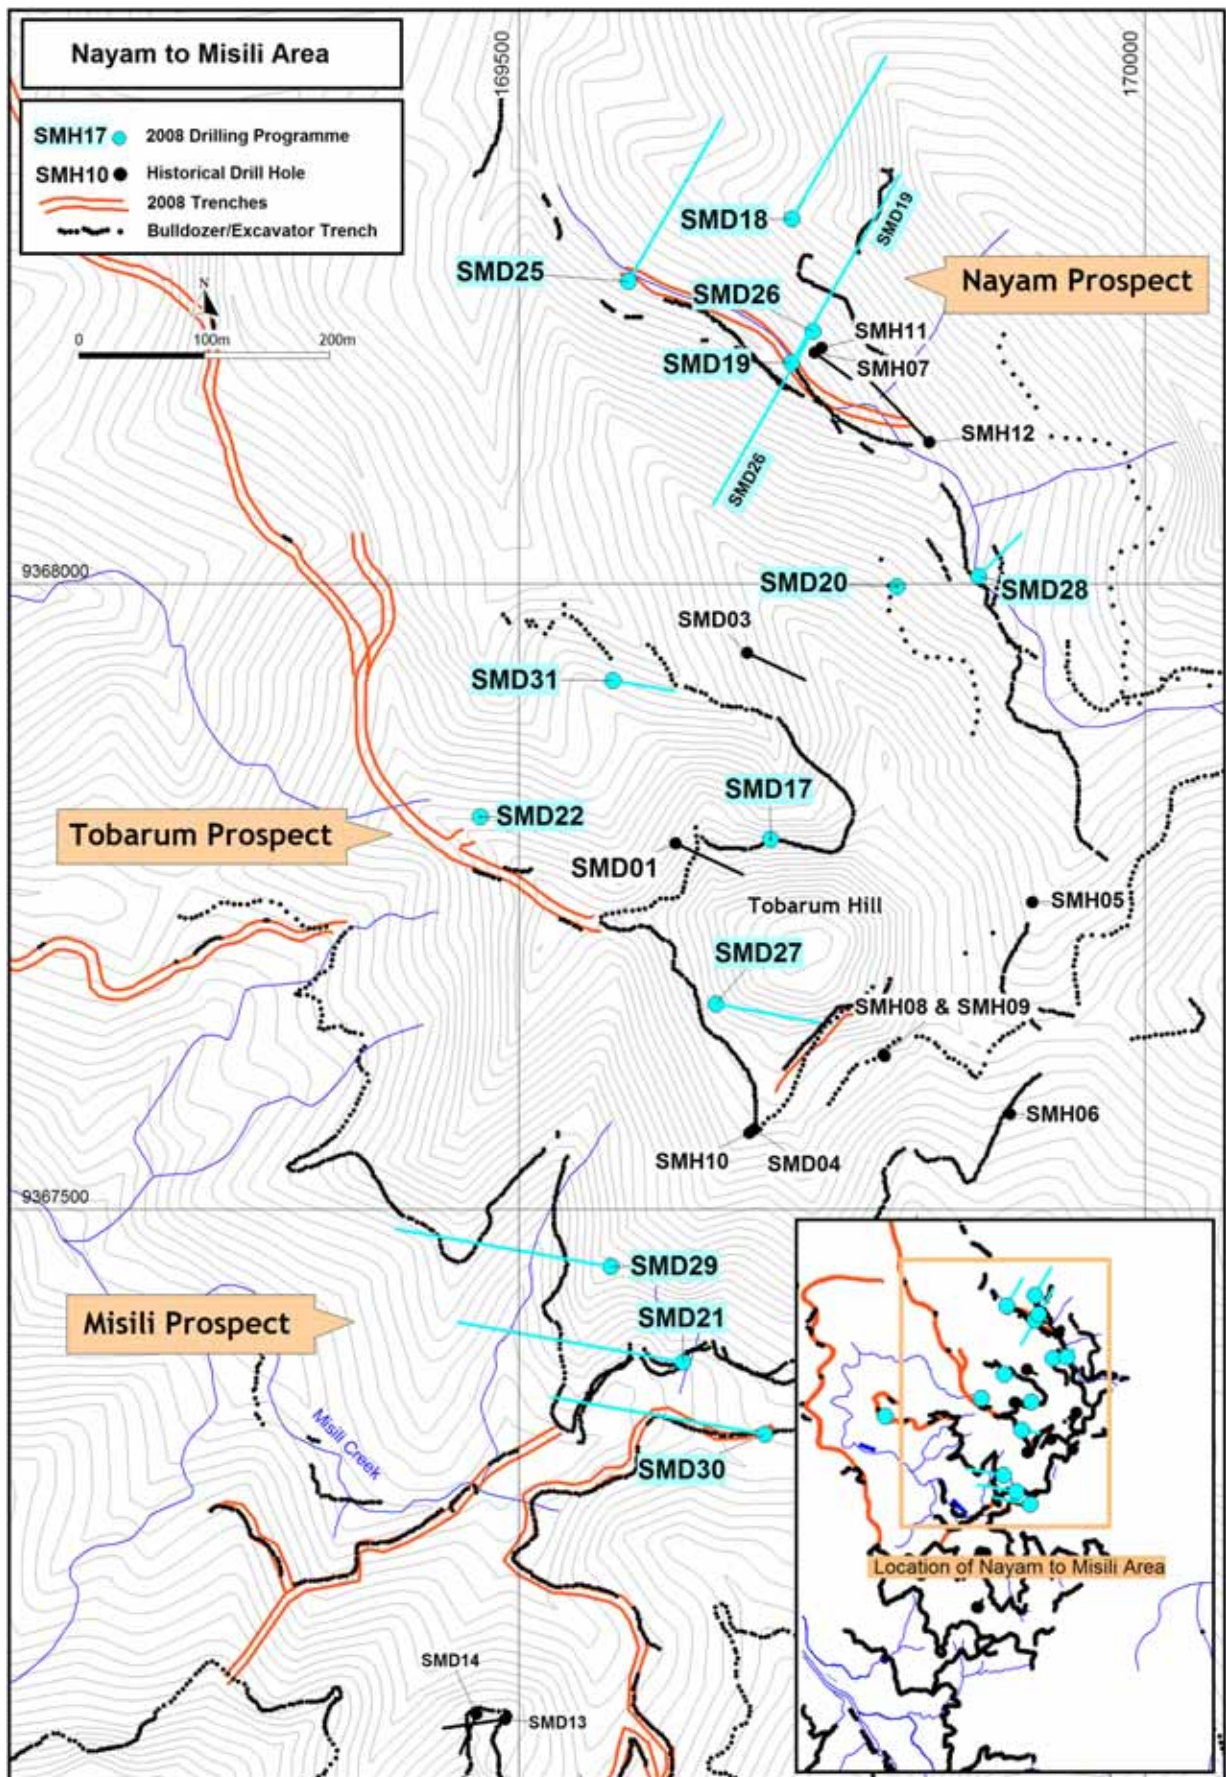 Nayam to Misili Area
169500
170000
SMH17
2008 Drilling Programme
SMH10
Historical Drill Hole
2008 Trenches
Bulldozer/Excavator Trench
SMD18
SMD19
SMD25
Nayam Prospect
SMD26
N
0
100m
200m
SMH11
SMD19
SMH07
SMH12
SMD26
9368000
SMD20
SMD28
SMD03
SMD31
SMD17
SMD22
Tobarum Prospect
SMD01
Tobarum Hill
SMH05
SMD27
SMH08 & SMH09
SMH06
SMH10
SMD04
9367500
SMD29
SMD21
Misili Prospect
Misili Creek
SMD30
Location of Nayam to Misili Area
SMD14
SMD13